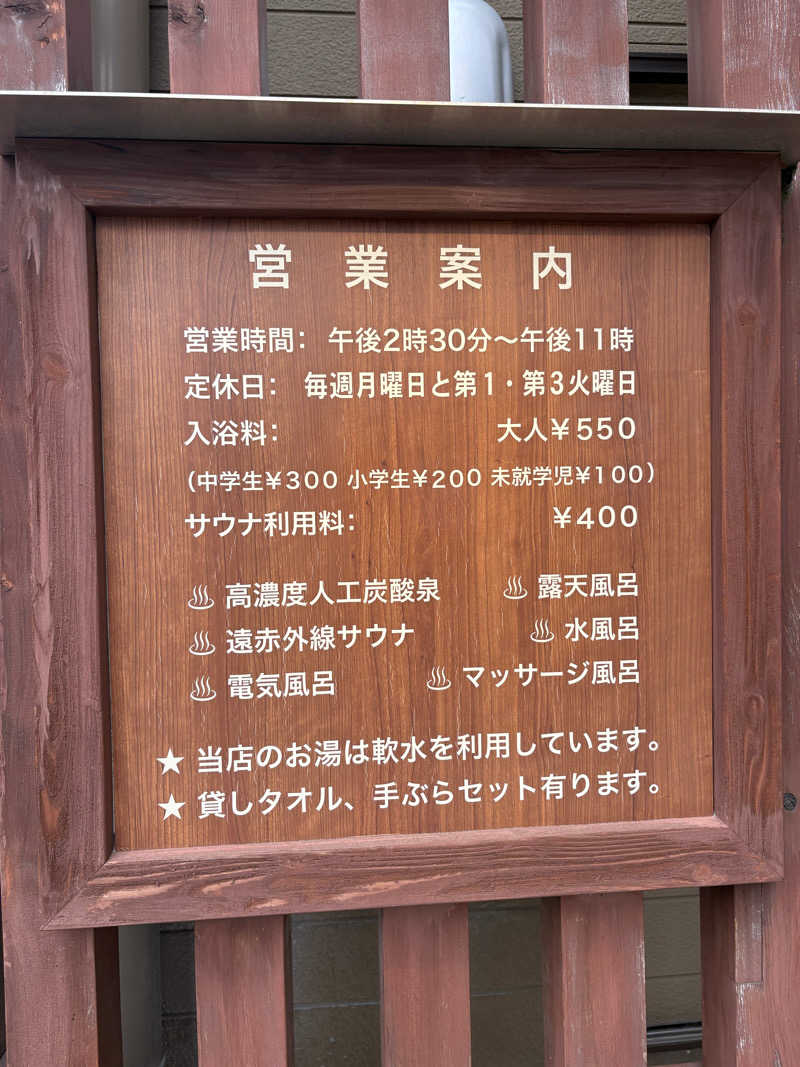 営業案内
営業時間： 午後2時30分～午後11時
定休日： 毎週月曜日と第1・第3火曜日
入浴料： 大人￥550
（中学生￥300 小学生￥200 未就学児￥100）
サウナ利用料： ￥400
♨ 高濃度人工炭酸泉 ♨ 露天風呂
♨ 遠赤外線サウナ ♨ 水風呂
♨ 電気風呂 ♨ マッサージ風呂
★ 当店のお湯は軟水を利用しています。
★ 貸しタオル、手ぶらセット有ります。